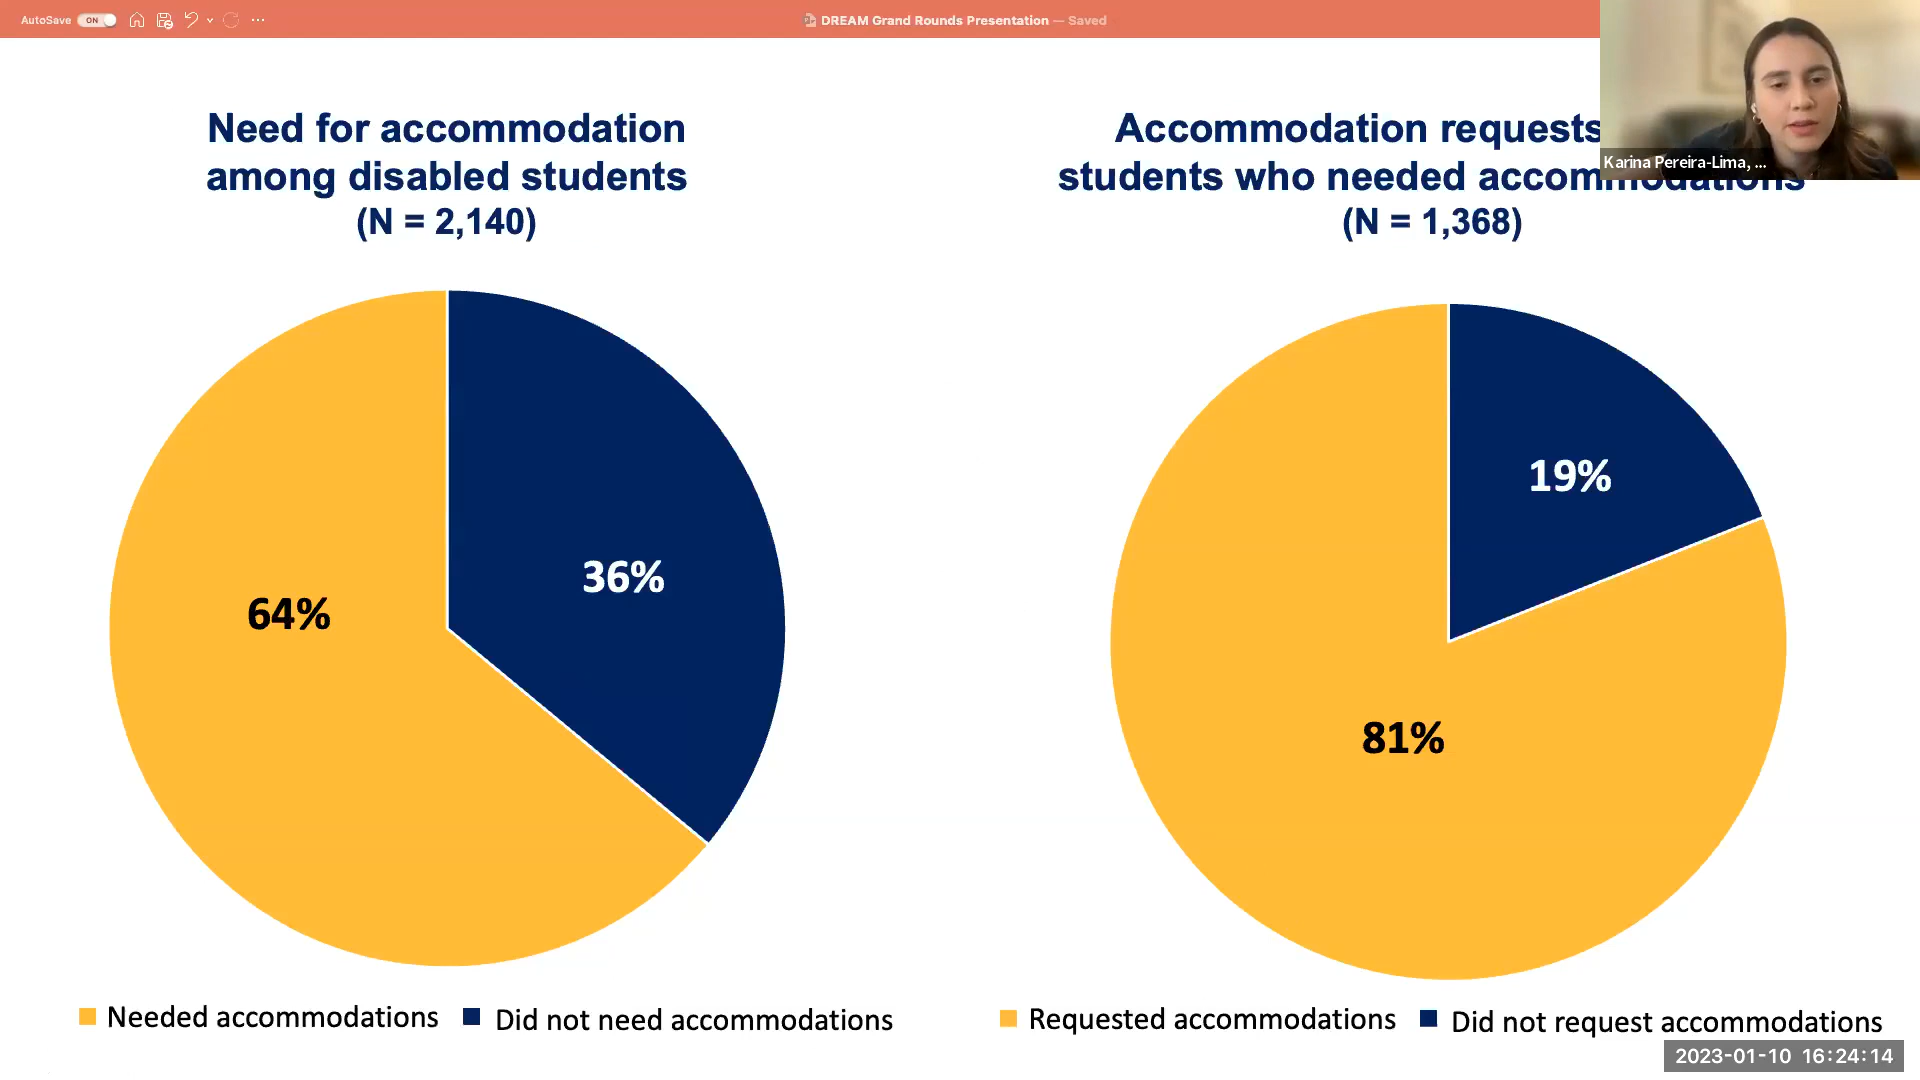 AutoSave ON
DREAM Grand Rounds Presentation — Saved
Karina Pereira-Lima, ...
Need for accommodation
among disabled students
(N = 2,140)
64%
36%
Needed accommodations
Did not need accommodations
Accommodation requests
students who needed accommodations
(N = 1,368)
19%
81%
Requested accommodations
Did not request accommodations
2023-01-10 16:24:14